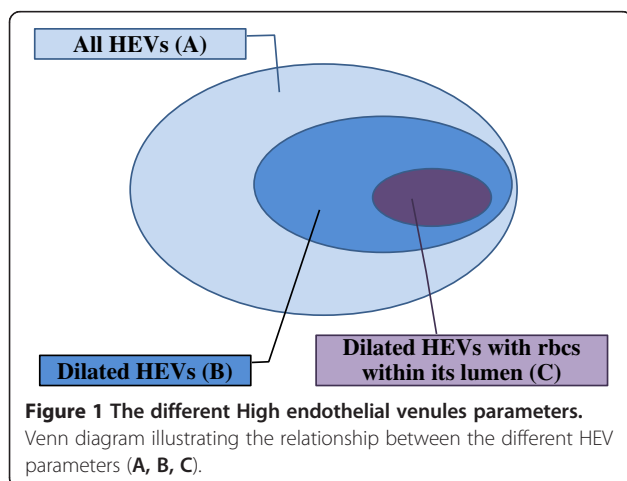 All HEVs (A)
Dilated HEVs (B)
Dilated HEVs with rbcs
within its lumen (C)
Figure 1 The different High endothelial venules parameters.
Venn diagram illustrating the relationship between the different HEV
parameters (A, B, C).